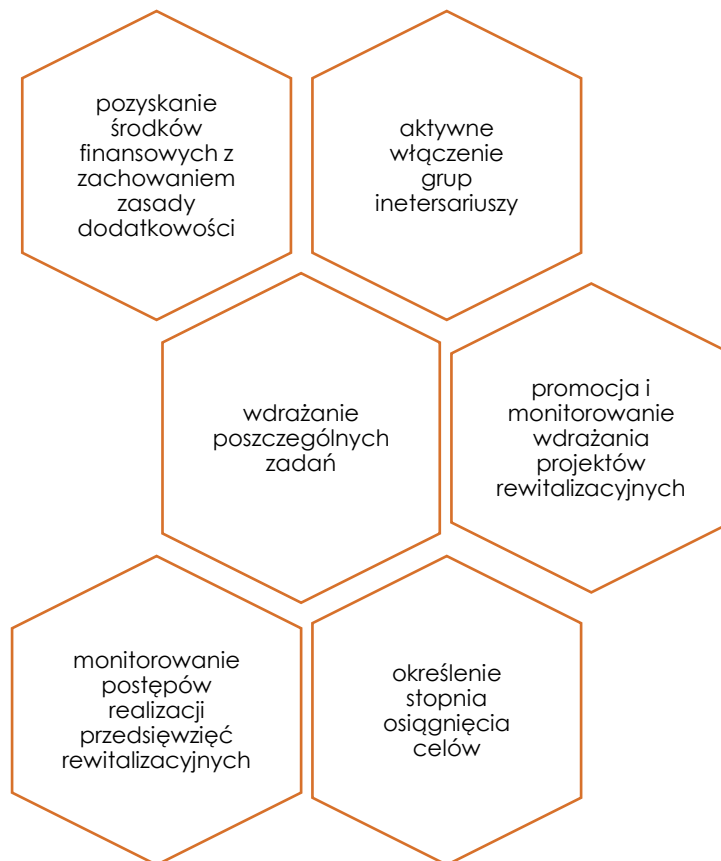 pozyskanie
środków
finansowych z
zachowaniem
zasady
dodatkowości
aktywne
włączenie
grup
inetersariuszy
wdrażanie
poszczególnych
zadań
promocja i
monitorowanie
wdrażania
projektów
rewitalizacyjnych
monitorowanie
postępów
realizacji
przedsięwzięć
rewitalizacyjnych
określenie
stopnia
osiągnięcia
celów